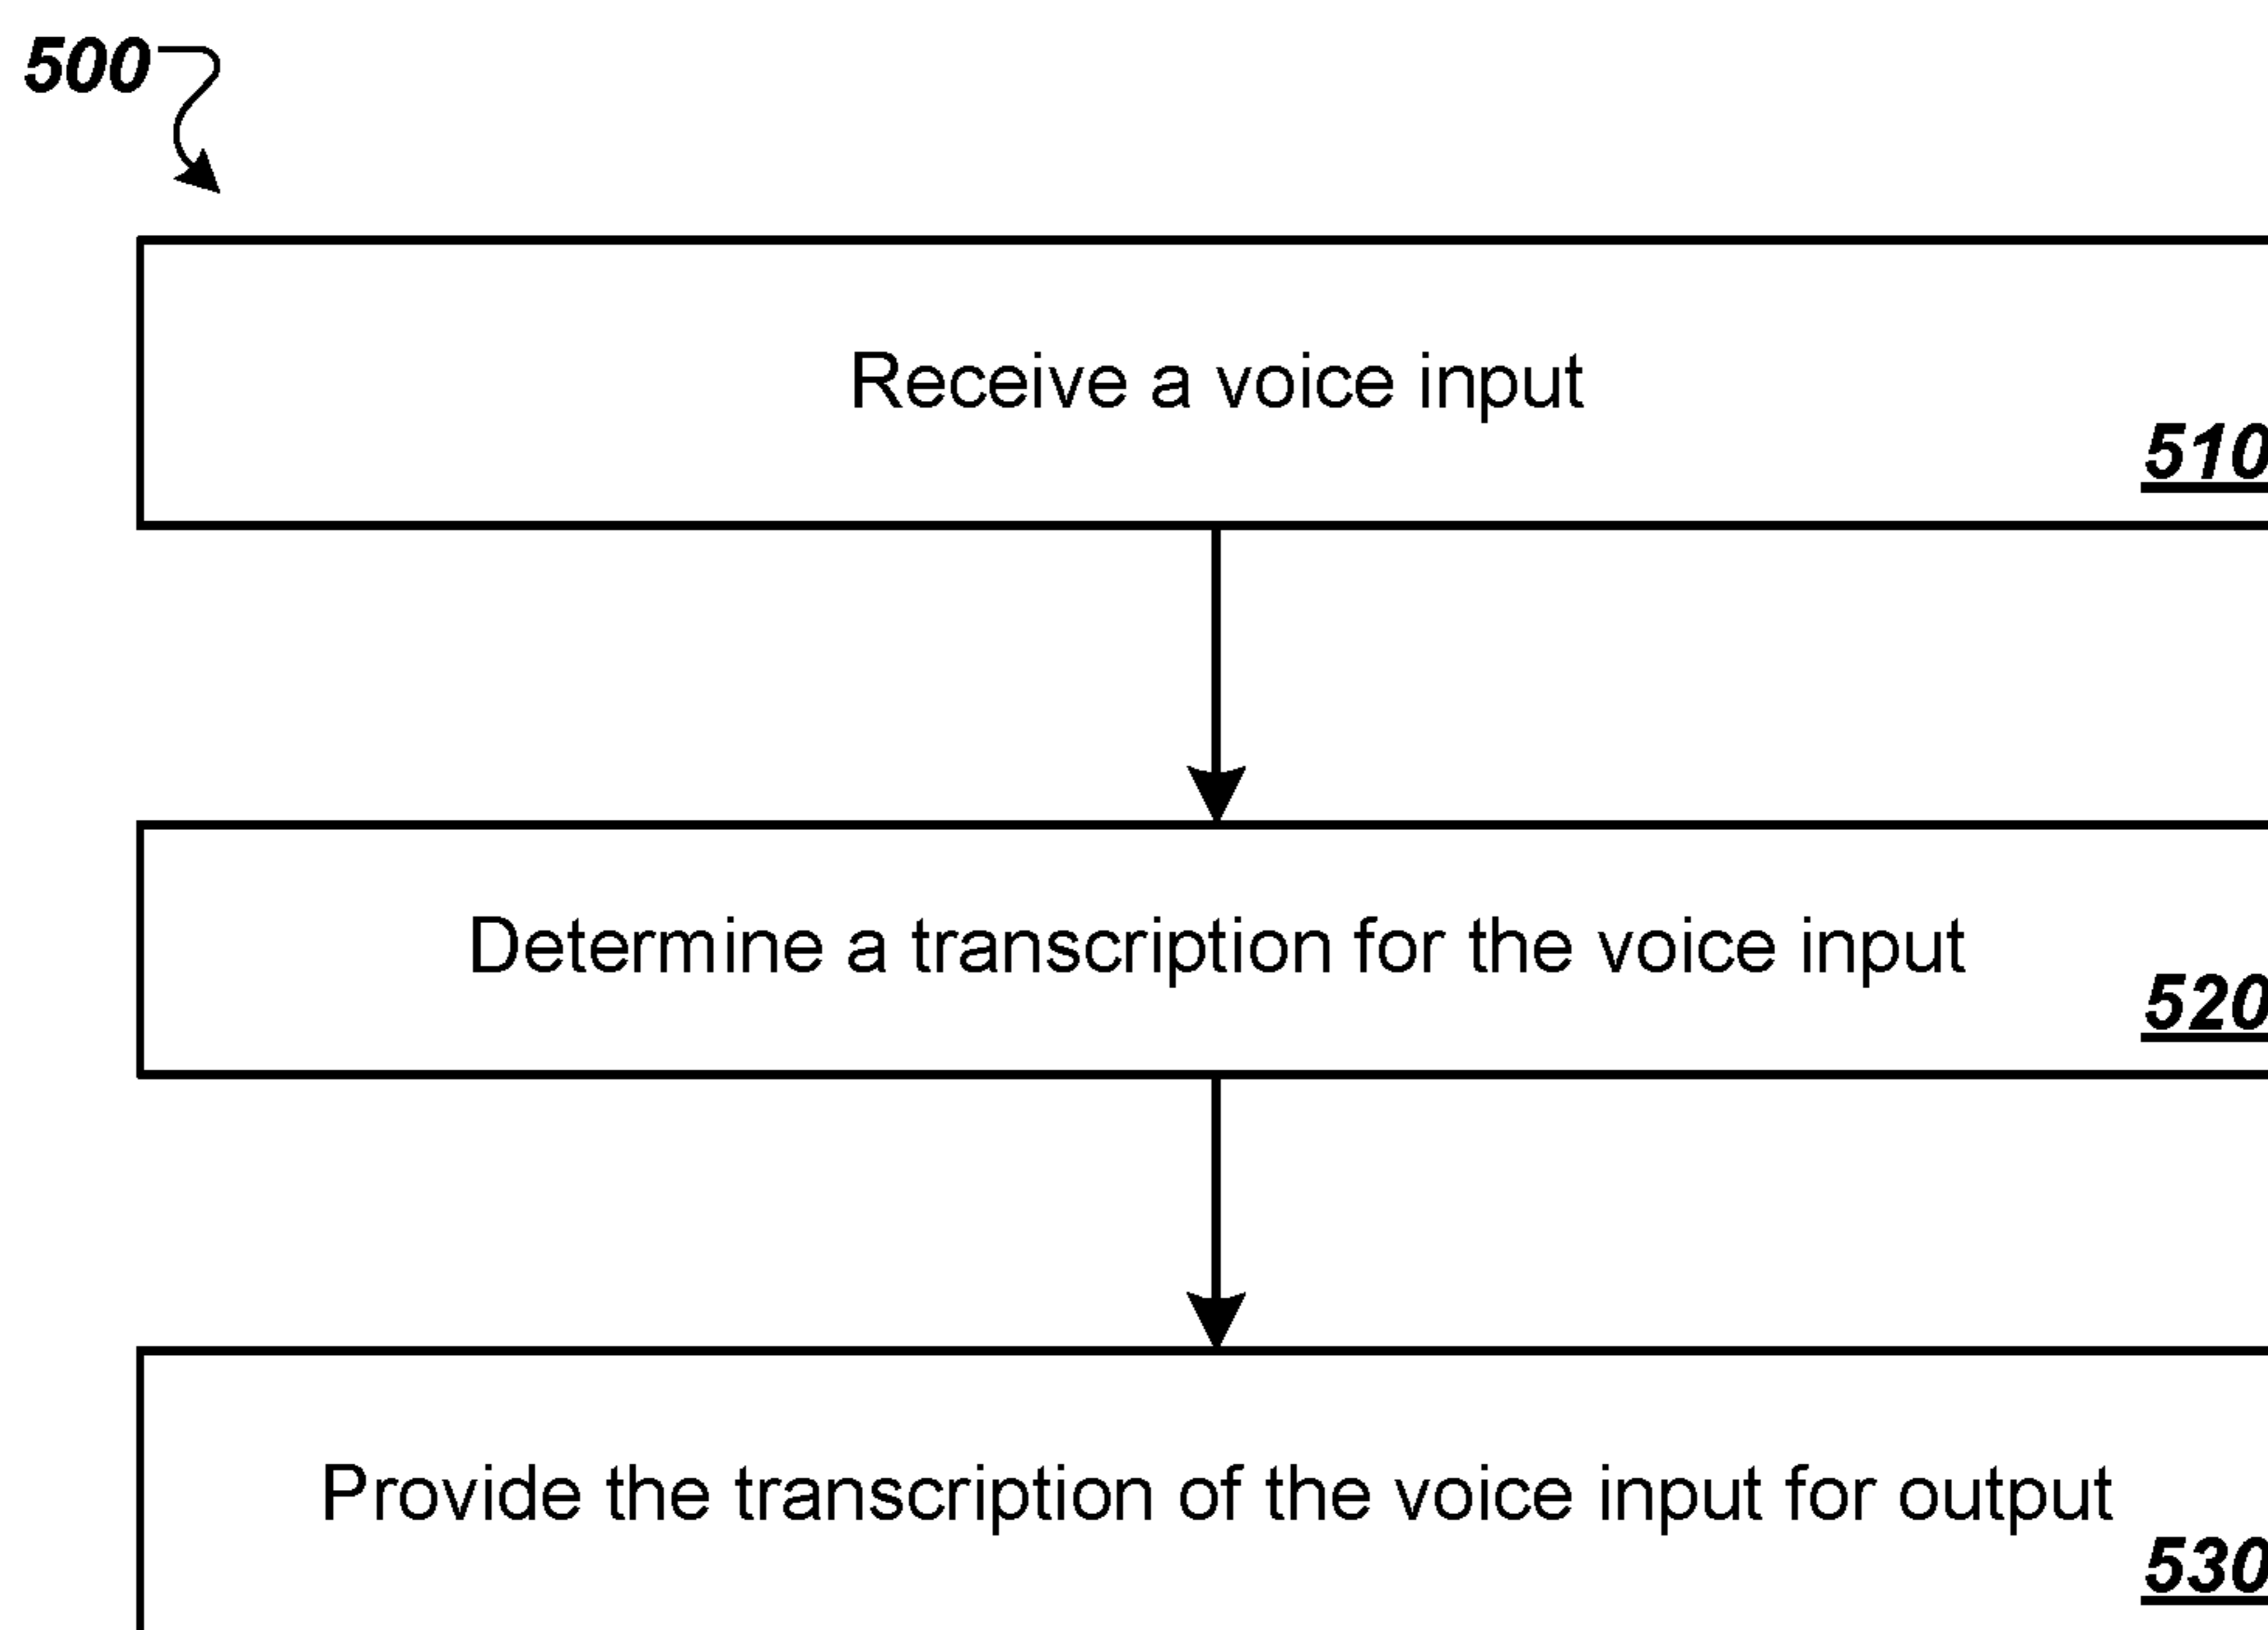 500
Receive a voice input
510
Determine a transcription for the voice input
520
Provide the transcription of the voice input for output
530